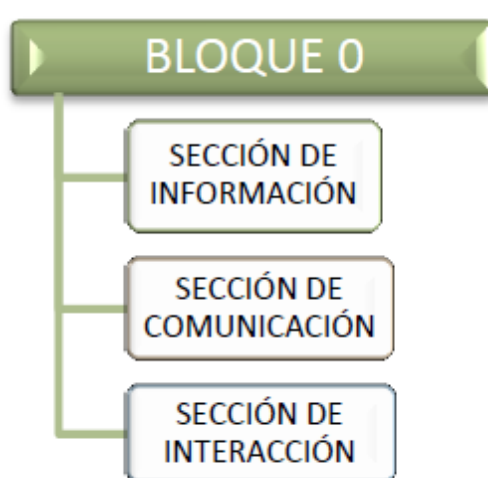 BLOQUE 0
SECCIÓN DE
INFORMACIÓN
SECCIÓN DE
COMUNICACIÓN
SECCIÓN DE
INTERACCIÓN